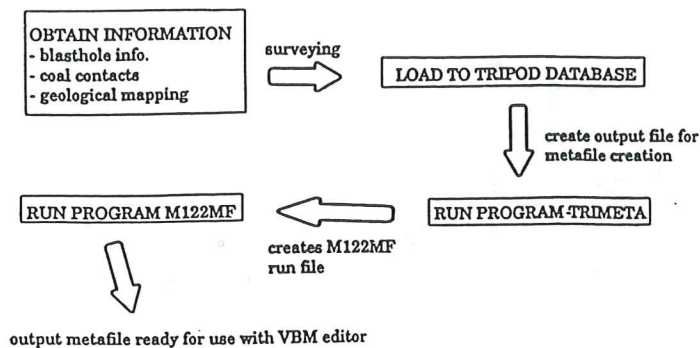 OBTAIN INFORMATION
- blasthole info.
- coal contacts
- geological mapping
surveying
LOAD TO TRIPOD DATABASE
create output file for
metafile creation
RUN PROGRAM-TRIMETA
creates M122MF
run file
RUN PROGRAM M122MF
output metafile ready for use with VBM editor